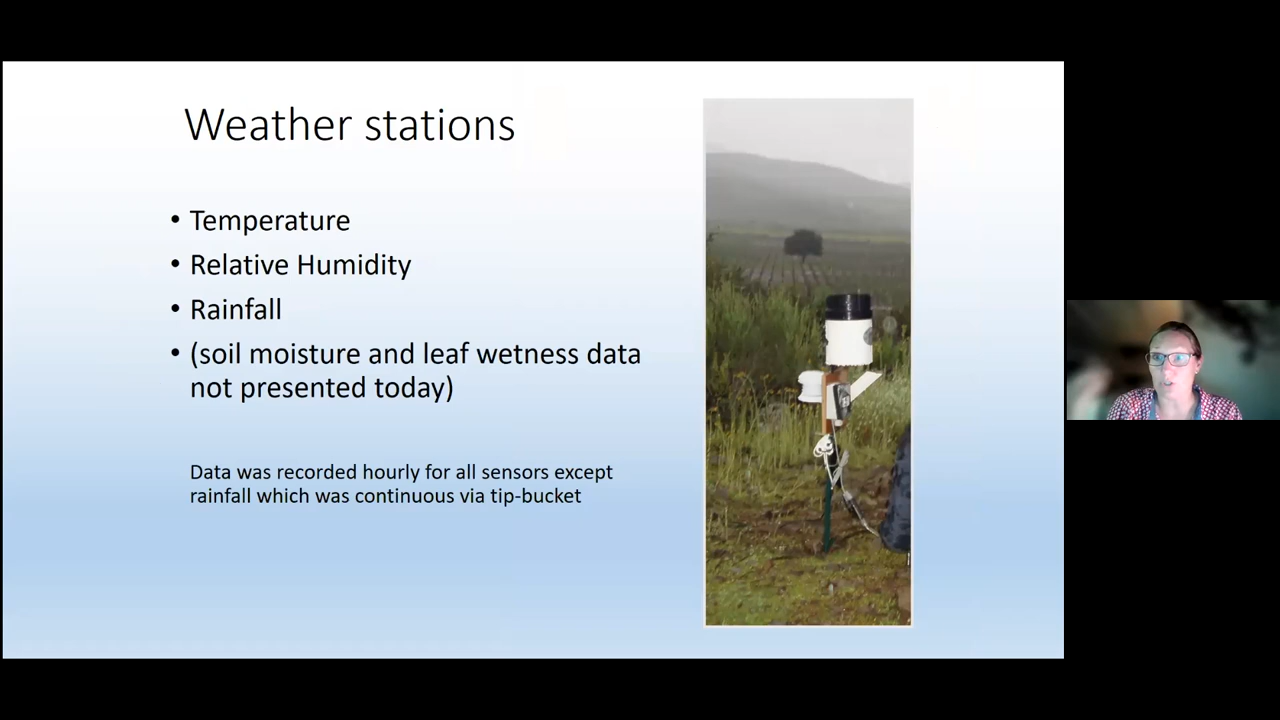 Weather stations
• Temperature
• Relative Humidity
• Rainfall
• (soil moisture and leaf wetness data
not presented today)
Data was recorded hourly for all sensors except
rainfall which was continuous via tip-bucket